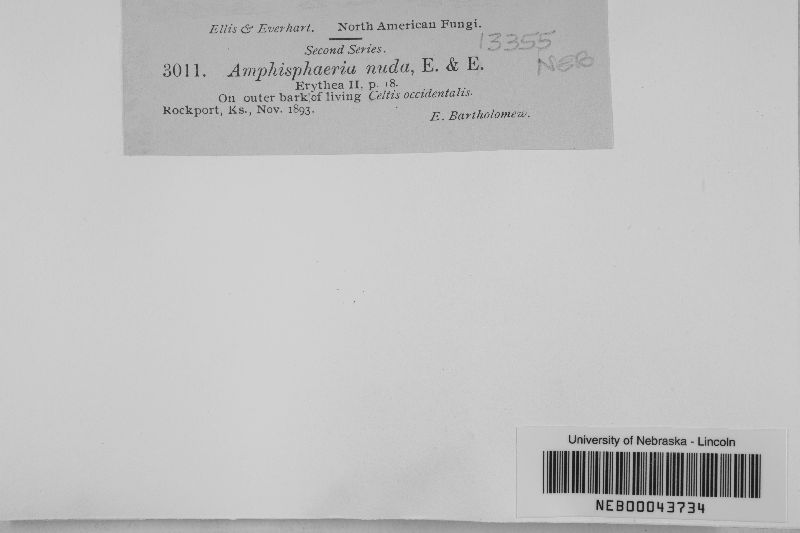 Ellis & Everhart. North American Fungi.
Second Series.
13355
NEB
3011. Amphisphaeria nuda, E. & E.
Erythea II, p. 18.
On outer bark of living Celtis occidentalis.
Rockport, Ks., Nov. 1893.
E. Bartholomew.
University of Nebraska - Lincoln
NEB00043734